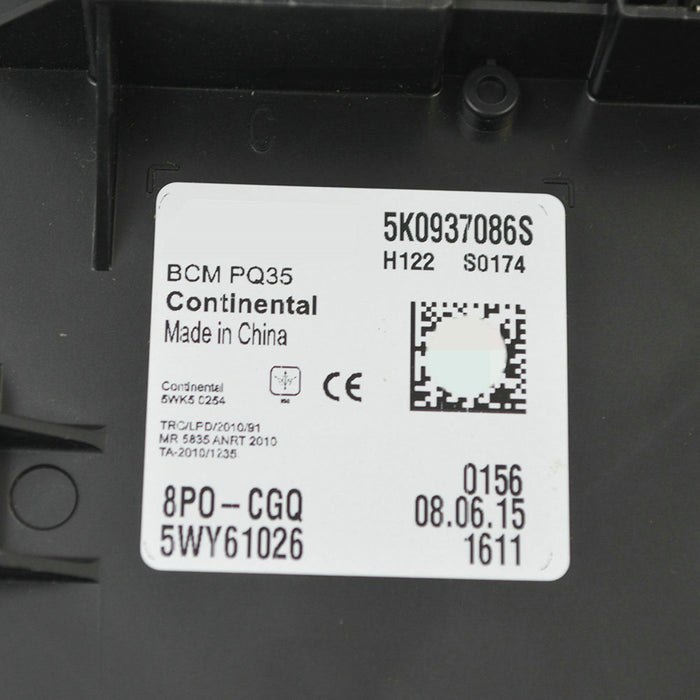 5K0937086S
H122 S0174
BCM PQ35
Continental
Made in China
Continental
5WK5 0254
CE
TRC/LPD/2010/91
MR 5835 ANRT 2010
TA-2010/1235
8PO-CGQ
5WY61026
0156
08.06.15
1611